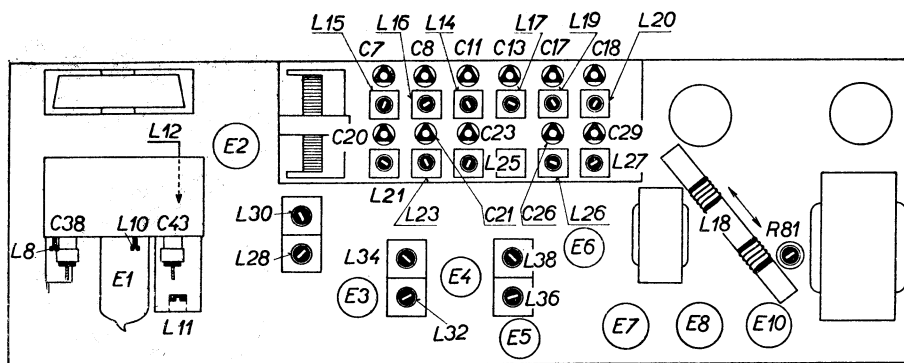 L15 L16 L14 L17 L19 L20
C7 C8 C11 C13 C17 C18
L12 E2 C20 C23 C29
L25 L27
L21
L30 L23 C21 C26 L26 L18
C38 L10 C43 R81
L8 L28 L34 L38 E6
E1 E4
E3 L36
L11 L32 E5 E7 E8 E10